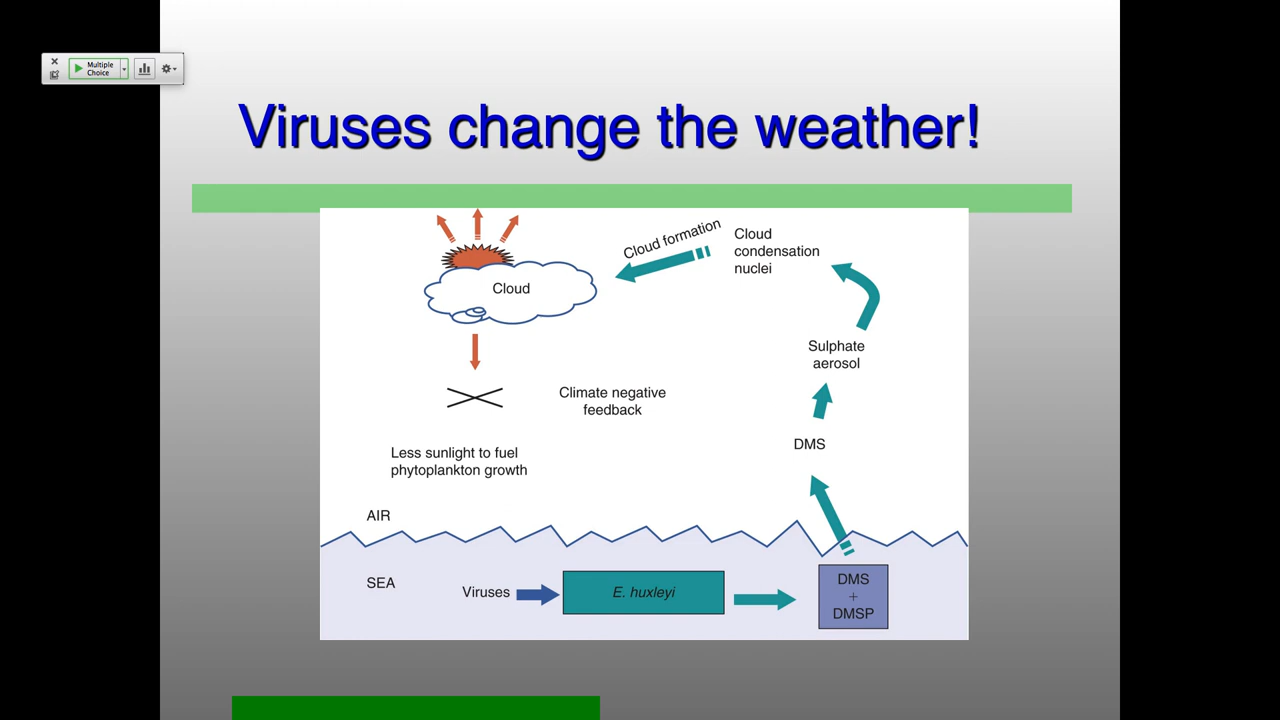 Multiple
Choice
Viruses change the weather!
Cloud formation
Cloud
condensation
nuclei
Cloud
Sulphate
aerosol
Climate negative
feedback
DMS
Less sunlight to fuel
phytoplankton growth
AIR
SEA
Viruses
E. huxleyi
DMS
+
DMSP